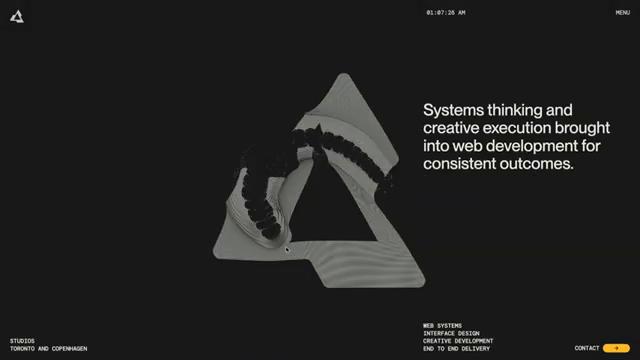 01:07:26 AM
MENU
Systems thinking and
creative execution brought
into web development for
consistent outcomes.
STUDIOS
TORONTO AND COPENHAGEN
WEB SYSTEMS
INTERFACE DESIGN
CREATIVE DEVELOPMENT
END TO END DELIVERY
CONTACT →